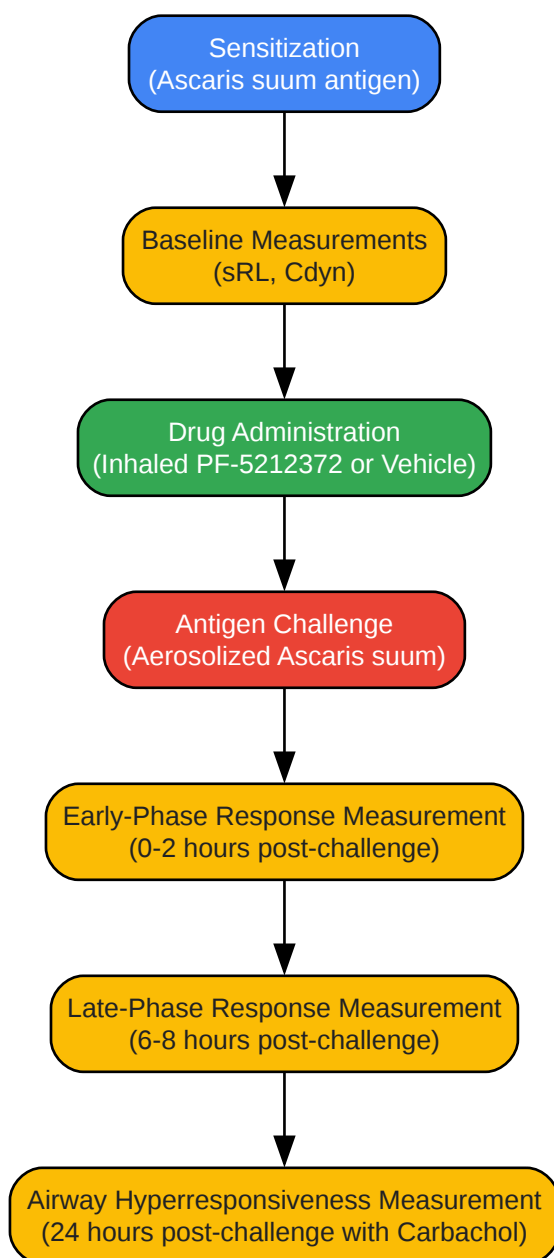 Sensitization
(Ascaris suum antigen)
Baseline Measurements
(sRL, Cdyn)
Drug Administration
(Inhaled PF-5212372 or Vehicle)
Antigen Challenge
(Aerosolized Ascaris suum)
Early-Phase Response Measurement
(0-2 hours post-challenge)
Late-Phase Response Measurement
(6-8 hours post-challenge)
Airway Hyperresponsiveness Measurement
(24 hours post-challenge with Carbachol)